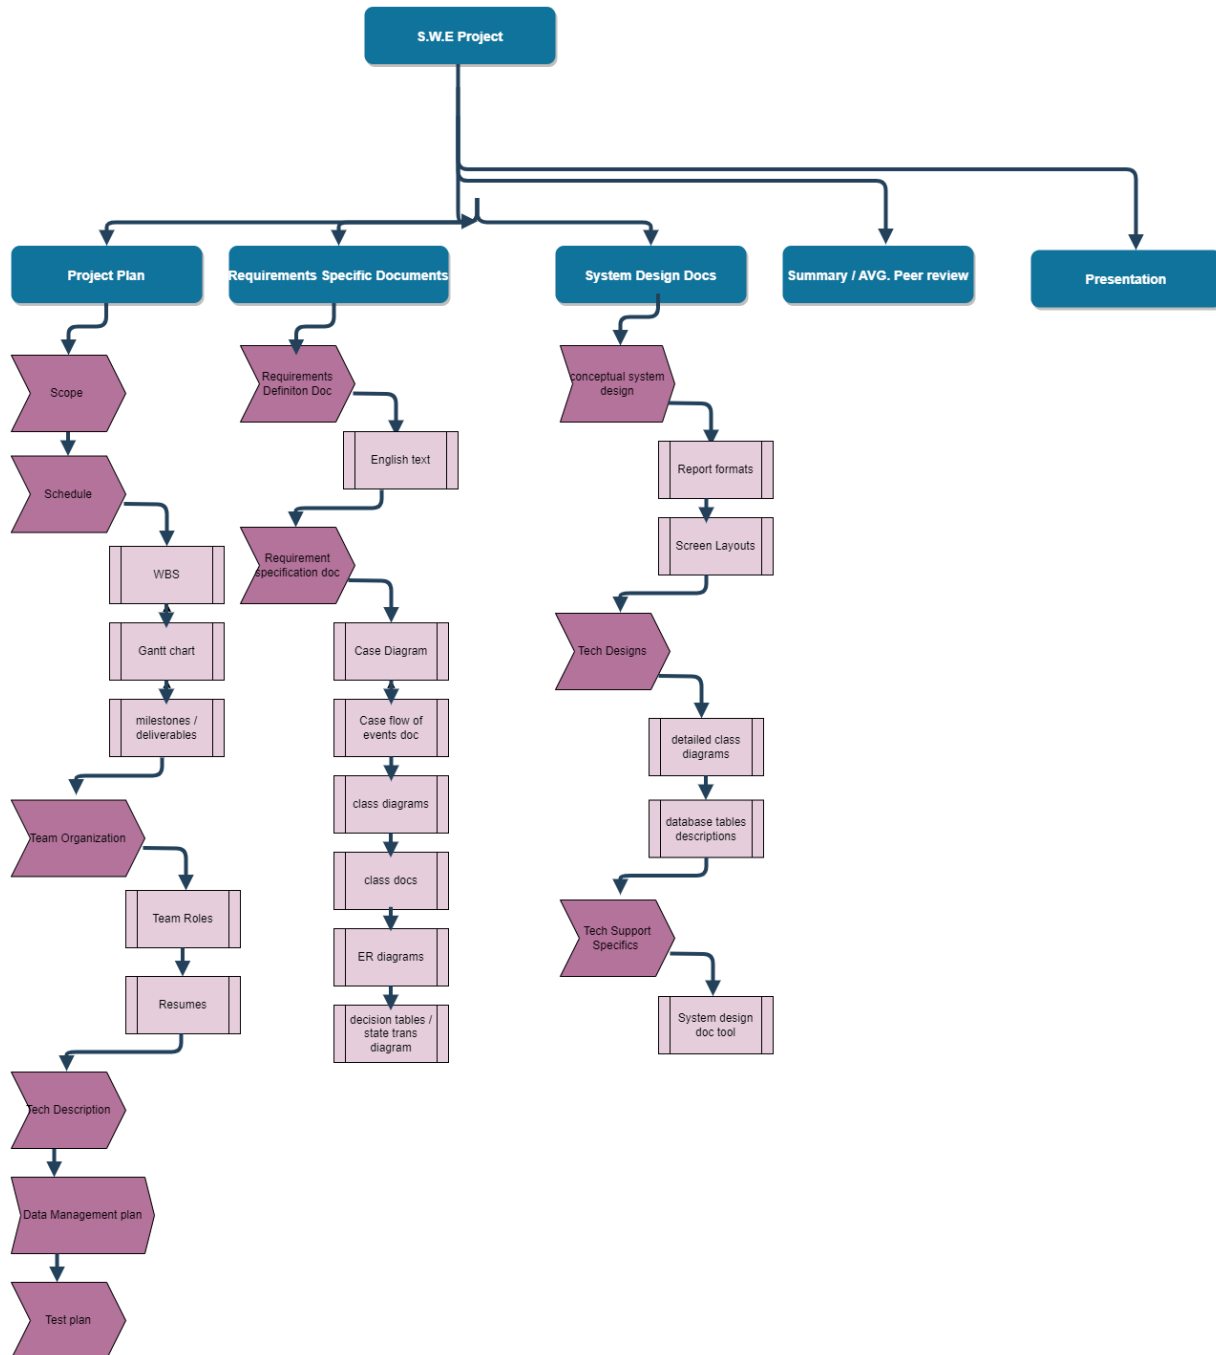 S.W.E Project
Project Plan
Requirements Specific Documents
System Design Docs
Summary / AVG. Peer review
Presentation
Scope
Schedule
WBS
Gantt chart
milestones /
deliverables
Team Organization
Team Roles
Resumes
Tech Description
Data Management plan
Test plan
Requirements
Definiton Doc
English text
Requirement
specification doc
Case Diagram
Case flow of
events doc
class diagrams
class docs
ER diagrams
decision tables /
state trans
diagram
conceptual system
design
Report formats
Screen Layouts
Tech Designs
detailed class
diagrams
database tables
descriptions
Tech Support
Specifics
System design
doc tool